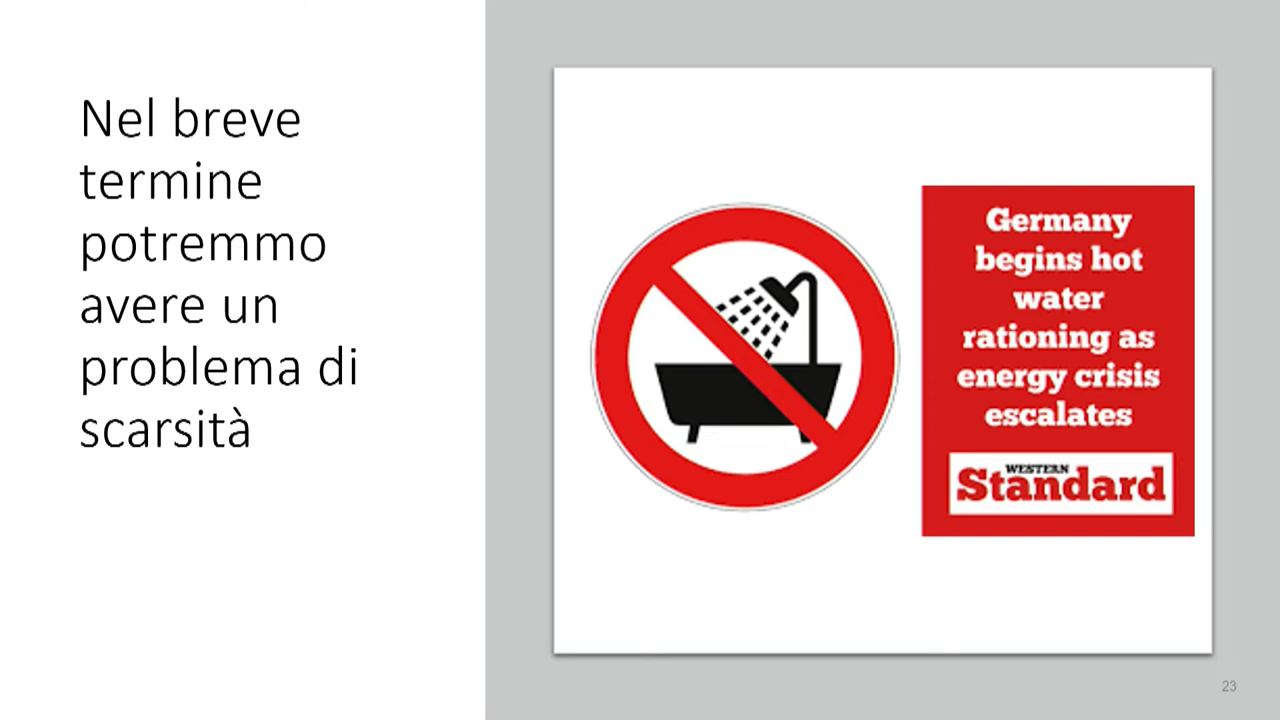 Nel breve
termine
potremmo
avere un
problema di
scarsità
Germany
begins hot
water
rationing as
energy crisis
escalates
WESTERN
Standard
23